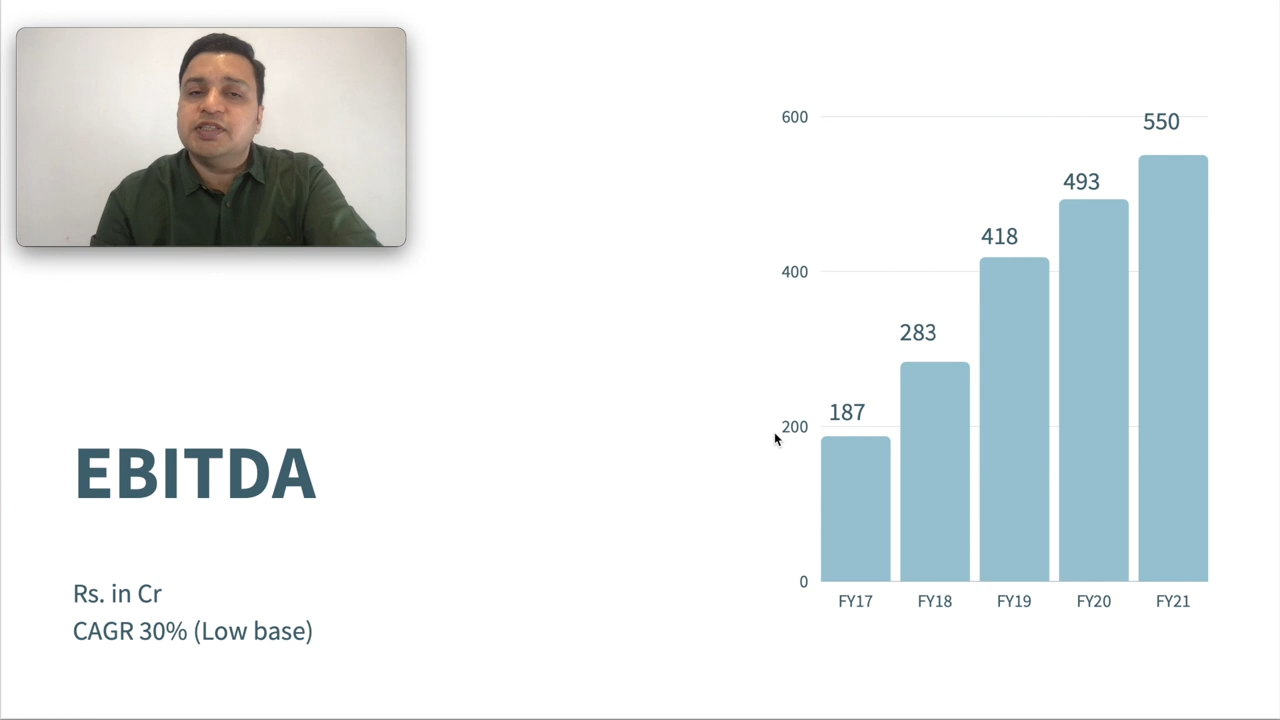 EBITDA
Rs. in Cr
CAGR 30% (Low base)
600
400
200
0
187
283
418
493
550
FY17
FY18
FY19
FY20
FY21